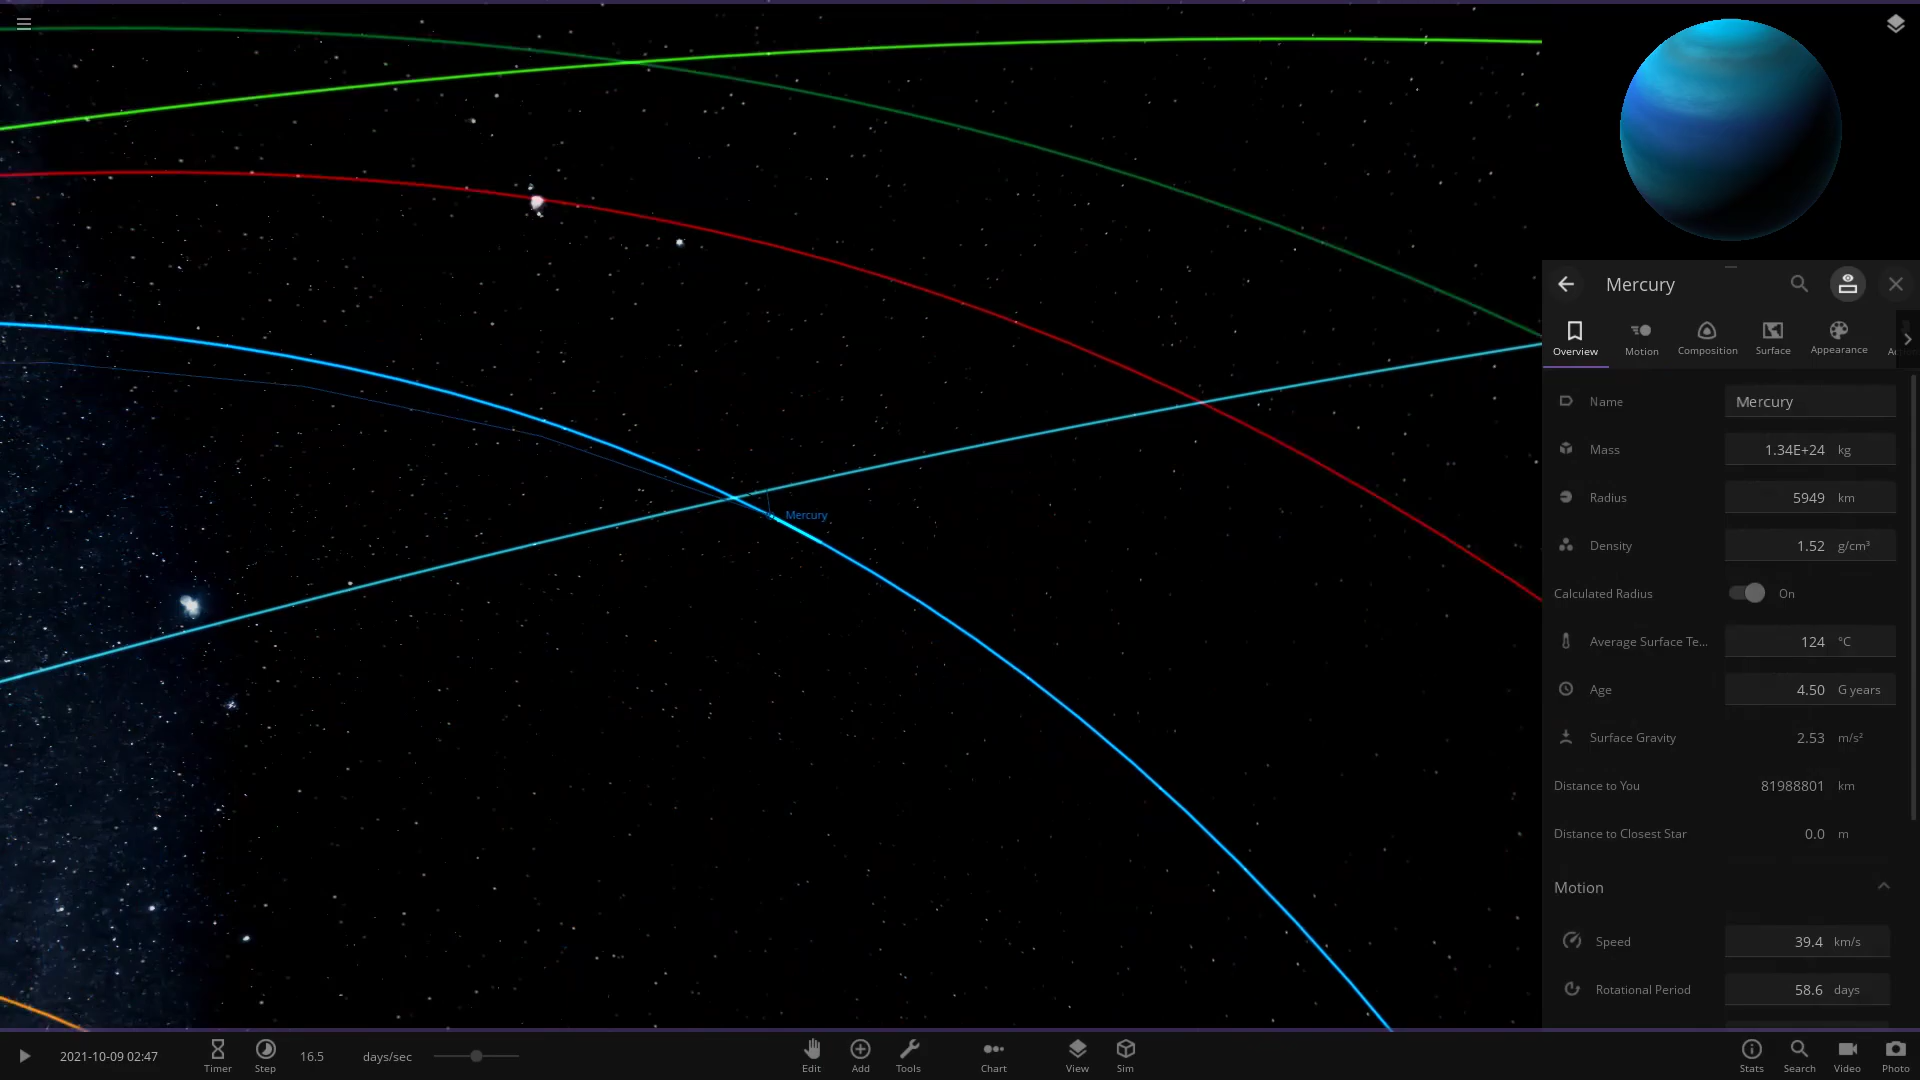 Mercury
Overview
Motion
Composition
Surface
Appearance
Name
Mercury
Mass
1.34E+24 kg
Radius
5949 km
Density
1.52 g/cm³
Calculated Radius
On
Average Surface Te...
124 °C
Age
4.50 G years
Surface Gravity
2.53 m/s²
Distance to You
81988801 km
Distance to Closest Star
0.0 m
Motion
Speed
39.4 km/s
Rotational Period
58.6 days
Mercury
2021-10-09 02:47
Timer
Step
16.5 days/sec
Edit
Add
Tools
Chart
View
Sim
Stats
Search
Video
Photo